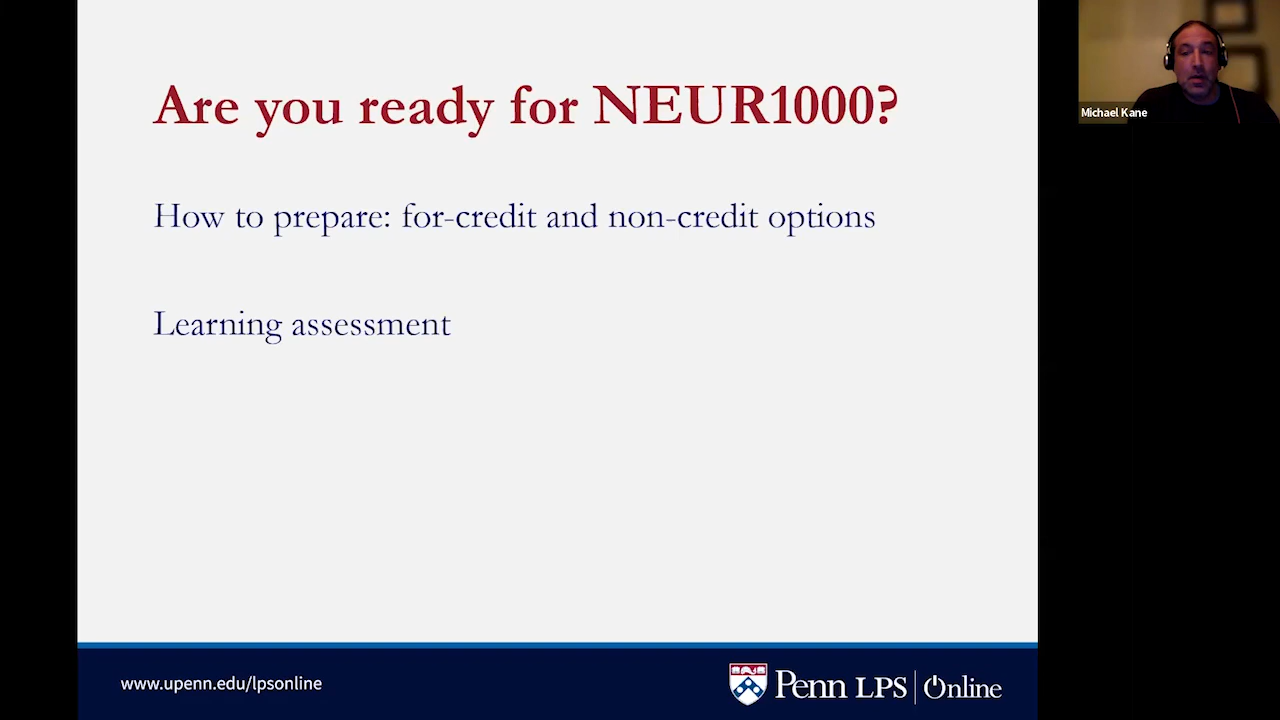 Are you ready for NEUR1000?
How to prepare: for-credit and non-credit options
Learning assessment
www.upenn.edu/lpsonline
Penn LPS | Online
Michael Kane